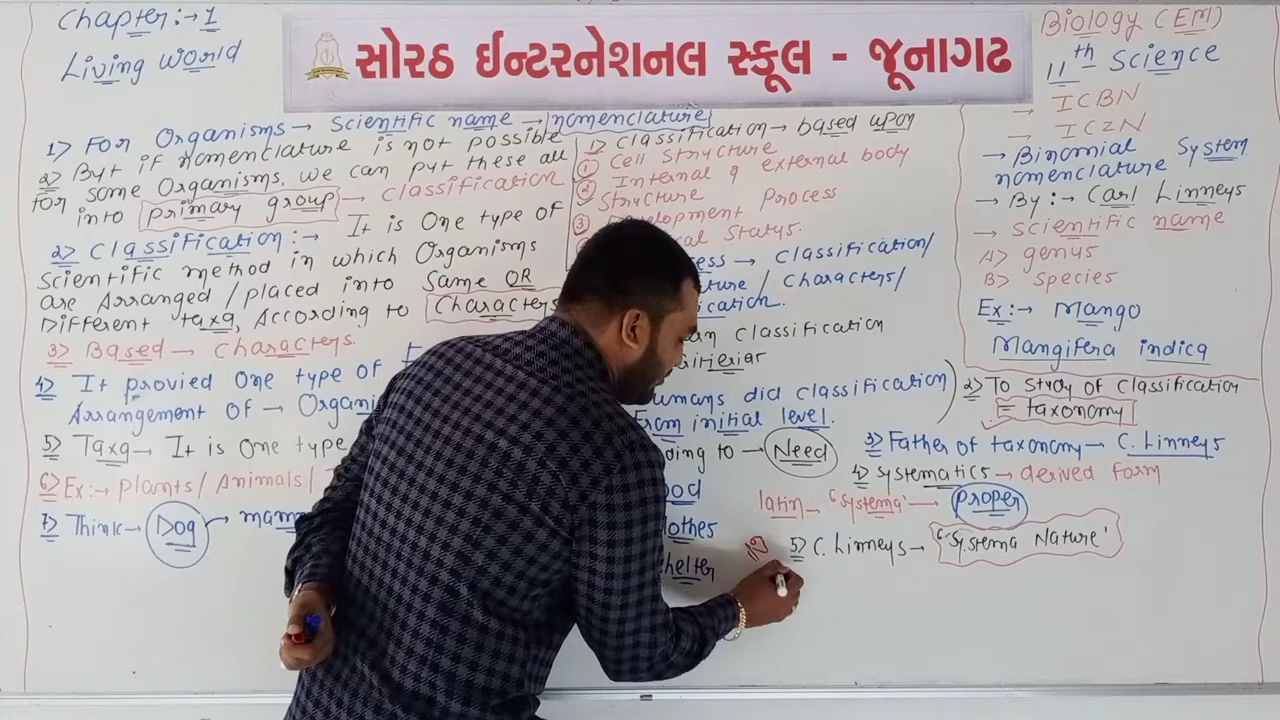 Chapter:→ 1
Living world
સોરઠ ઈન્ટરનેશનલ સ્કૂલ - જૂનાગઢ
Biology (EM)
11th Science
→ ICBN
→ ICZN
→ Binomial System
nomenclature
→ By:→ Carl Linneys
→ Scientific name
A> genus
B> Species
Ex:→ Mango
Mangifera indica
1> For Organisms → Scientific name → nomenclature
2> But if nomenclature is not possible
for some Organisms. we can put these all
into primary group → classification
2> Classification:→ It is One type of
Scientific method in which Organisms
are Arranged / placed into Same OR
Different taxa, According to Characters
3> Based → characters.
4> It provied One type of
Arrangement of →
5> Taxa → It is One type
6> Ex:→ Plants / Animals /
7> Think → Dog →
1> Classification → based upon
① Cell Structure
② Internal & external body
Structure
③ Development Process
Status.
→ Classification/
/ Characters/
Classification
Humans did classification
From initial level.
to → Need
2> To study of classification
= taxonomy
3> Father of taxonomy → C. Linneys
4> Systematics → derived form
latin → 'Systema' → proper
5> C. Linneys → 'Systema Nature'